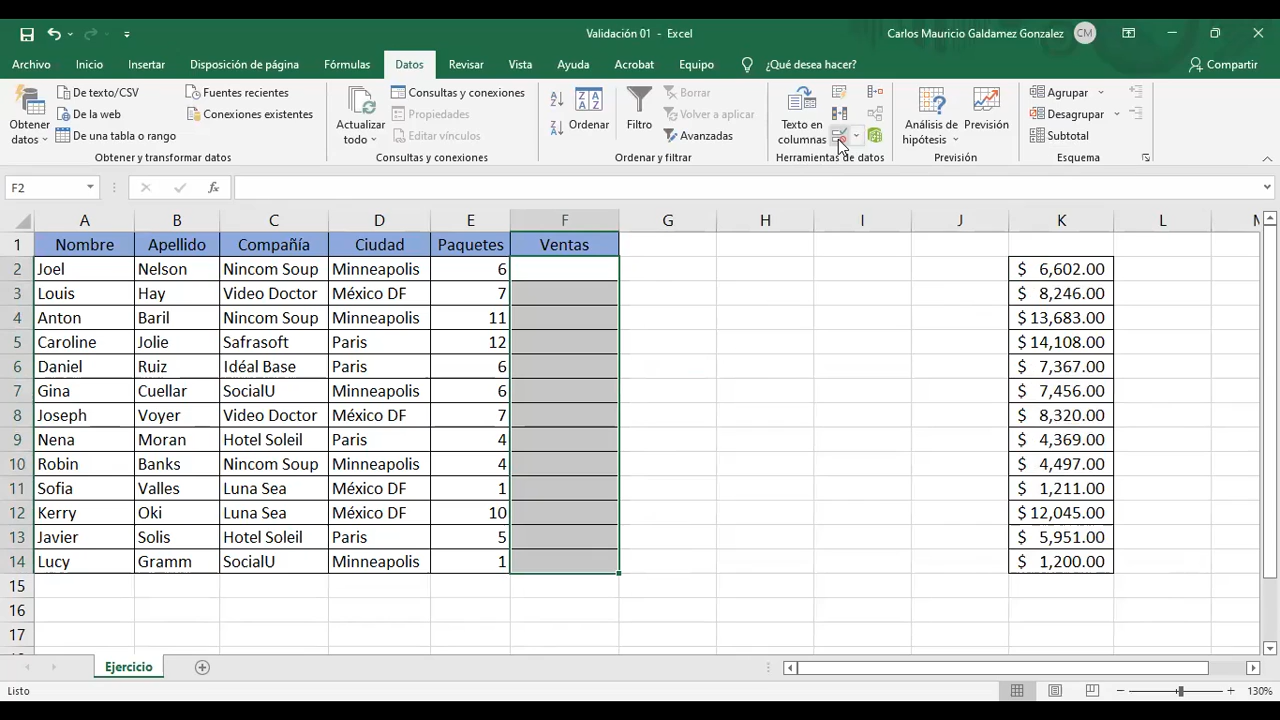 Validación 01 - Excel
Carlos Mauricio Galdamez Gonzalez CM
Archivo Inicio Insertar Disposición de página Fórmulas Datos Revisar Vista Ayuda Acrobat Equipo ¿Qué desea hacer? Compartir
De texto/CSV Fuentes recientes Consultas y conexiones Borrar Agrupar
De la web Conexiones existentes Propiedades Volver a aplicar Desagrupar
Obtener datos De una tabla o rango Actualizar todo Editar vínculos Ordenar Filtro Avanzadas Texto en columnas Análisis de hipótesis Previsión Subtotal
Obtener y transformar datos Consultas y conexiones Ordenar y filtrar Herramientas de datos Previsión Esquema
F2 fx
A B C D E F G H I J K L M
1 Nombre Apellido Compañía Ciudad Paquetes Ventas
2 Joel Nelson Nincom Soup Minneapolis 6 $ 6,602.00
3 Louis Hay Video Doctor México DF 7 $ 8,246.00
4 Anton Baril Nincom Soup Minneapolis 11 $ 13,683.00
5 Caroline Jolie Safrasoft Paris 12 $ 14,108.00
6 Daniel Ruiz Idéal Base Paris 6 $ 7,367.00
7 Gina Cuellar SocialU Minneapolis 6 $ 7,456.00
8 Joseph Voyer Video Doctor México DF 7 $ 8,320.00
9 Nena Moran Hotel Soleil Paris 4 $ 4,369.00
10 Robin Banks Nincom Soup Minneapolis 4 $ 4,497.00
11 Sofia Valles Luna Sea México DF 1 $ 1,211.00
12 Kerry Oki Luna Sea México DF 10 $ 12,045.00
13 Javier Solis Hotel Soleil Paris 5 $ 5,951.00
14 Lucy Gramm SocialU Minneapolis 1 $ 1,200.00
15
16
17
Ejercicio
Listo 130%